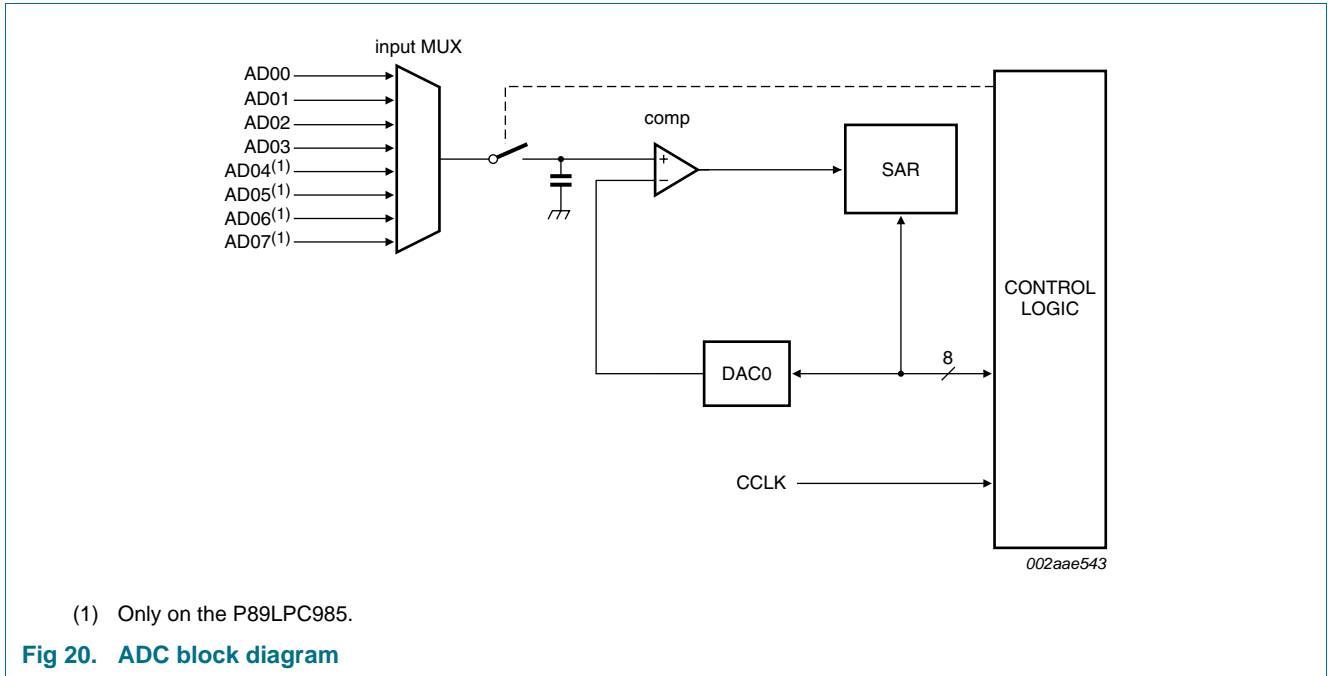 input MUX
AD00
AD01
AD02
AD03
AD04(1)
AD05(1)
AD06(1)
AD07(1)
comp
+
−
SAR
CONTROL
LOGIC
DAC0
8
CCLK
002aae543
(1) Only on the P89LPC985.
Fig 20. ADC block diagram